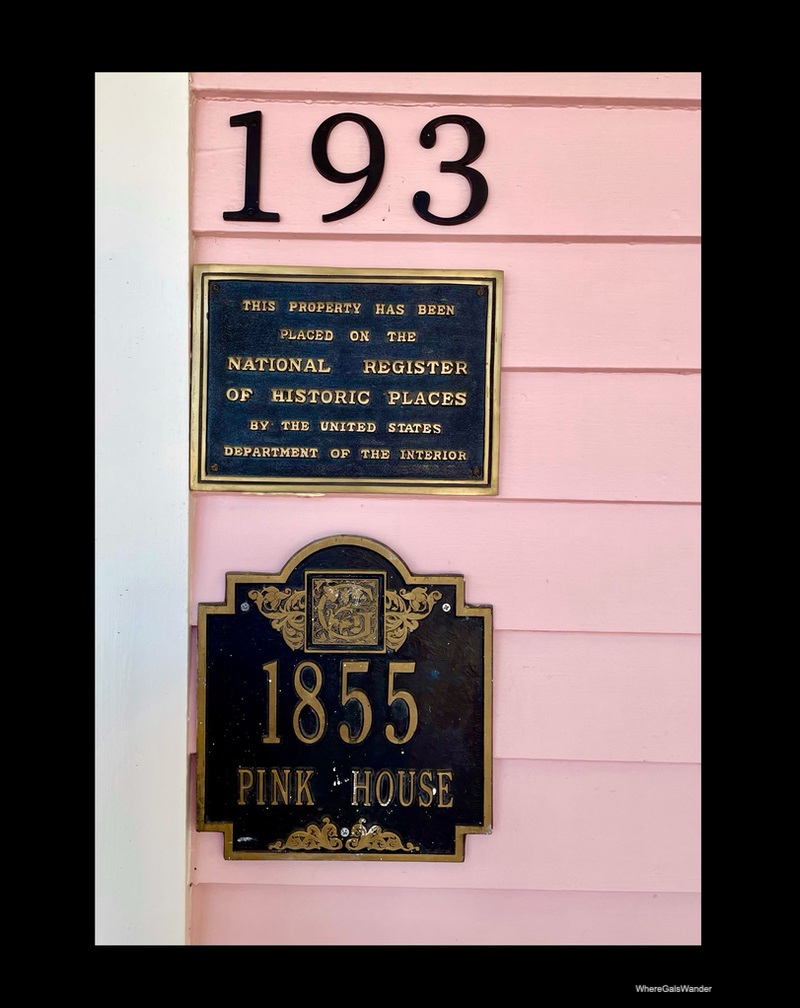 193
THIS PROPERTY HAS BEEN
PLACED ON THE
NATIONAL REGISTER
OF HISTORIC PLACES
BY THE UNITED STATES
DEPARTMENT OF THE INTERIOR
G
1855
PINK HOUSE
WhereGalsWander